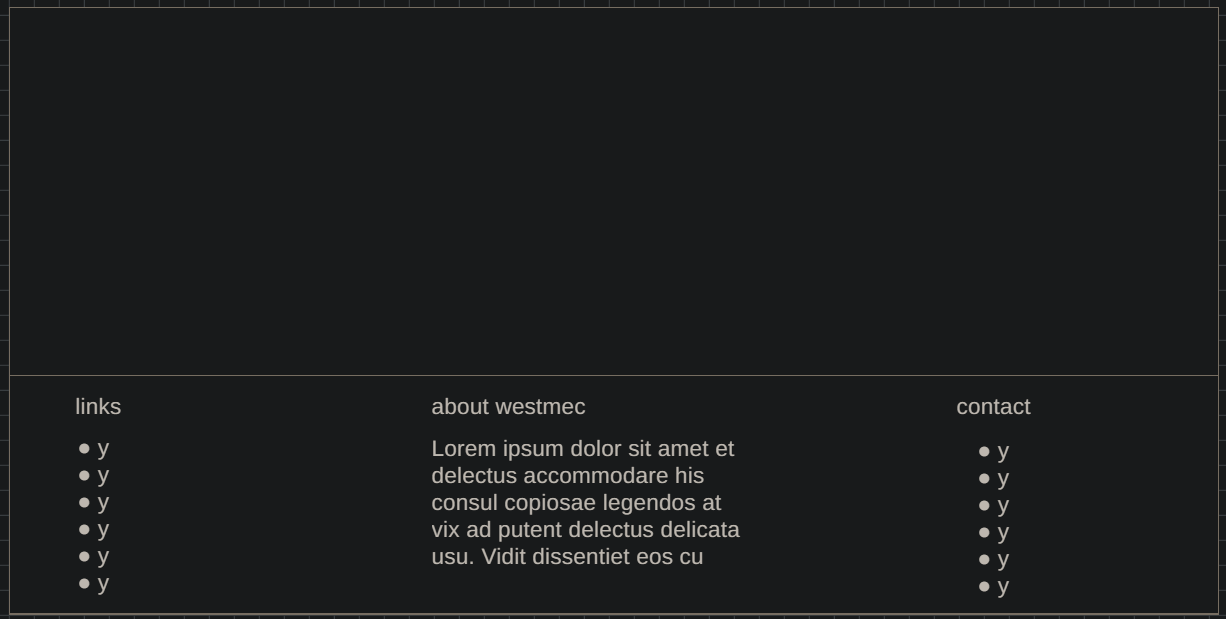 links
● y
● y
● y
● y
● y
● y
about westmec
Lorem ipsum dolor sit amet et
delectus accommodare his
consul copiosae legendos at
vix ad putent delectus delicata
usu. Vidit dissentiet eos cu
contact
● y
● y
● y
● y
● y
● y